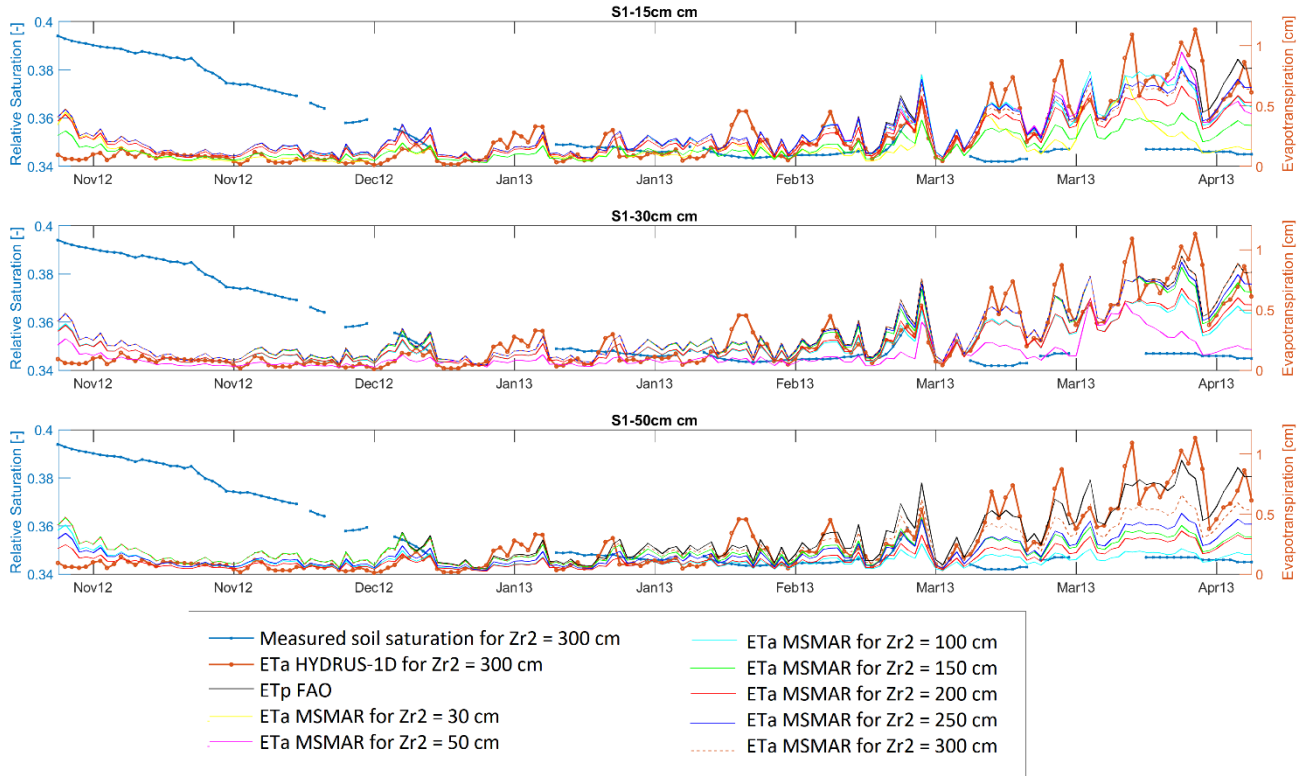 S1-15cm cm
Relative Saturation [-]
0.4
0.38
0.36
0.34
1
0.5
0
Evapotranspiration [cm]
Nov12 Nov12 Dec12 Jan13 Jan13 Feb13 Mar13 Mar13 Apr13
S1-30cm cm
Relative Saturation [-]
0.4
0.38
0.36
0.34
1
0.5
0
Evapotranspiration [cm]
Nov12 Nov12 Dec12 Jan13 Jan13 Feb13 Mar13 Mar13 Apr13
S1-50cm cm
Relative Saturation [-]
0.4
0.38
0.36
0.34
1
0.5
0
Evapotranspiration [cm]
Nov12 Nov12 Dec12 Jan13 Jan13 Feb13 Mar13 Mar13 Apr13
Measured soil saturation for Zr2 = 300 cm
ETa HYDRUS-1D for Zr2 = 300 cm
ETp FAO
ETa MSMAR for Zr2 = 30 cm
ETa MSMAR for Zr2 = 50 cm
ETa MSMAR for Zr2 = 100 cm
ETa MSMAR for Zr2 = 150 cm
ETa MSMAR for Zr2 = 200 cm
ETa MSMAR for Zr2 = 250 cm
ETa MSMAR for Zr2 = 300 cm